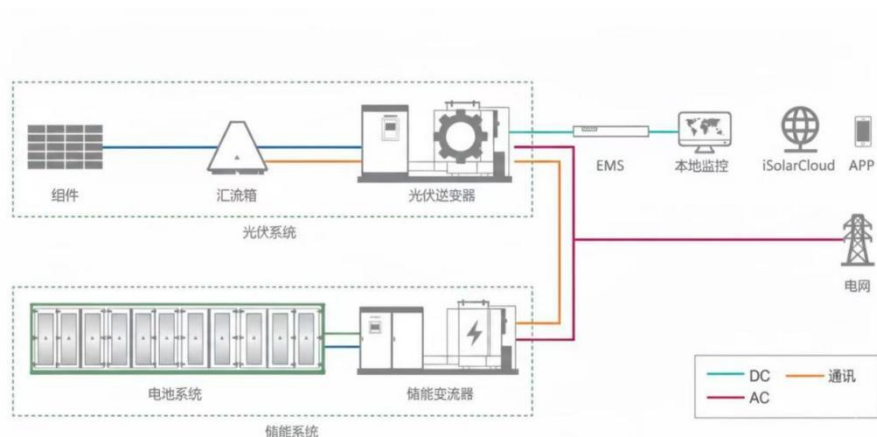 组件
汇流箱
光伏送变器
EMS
本地监控
iSolarCloud
APP
光伏系统
电网
电池系统
储能变流器
储能系统
DC
通讯
AC